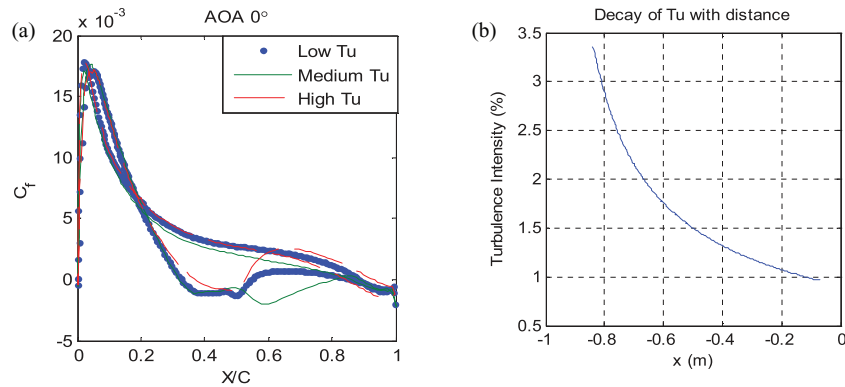 (a)
x 10⁻³
AOA 0°
Low Tu
Medium Tu
High Tu
20
15
10
5
0
-5
Cf
0
0.2
0.4
0.6
0.8
1
X/C
(b)
Decay of Tu with distance
3.5
3
2.5
2
1.5
1
0.5
Turbulence Intensity (%)
-1
-0.8
-0.6
-0.4
-0.2
0
x (m)